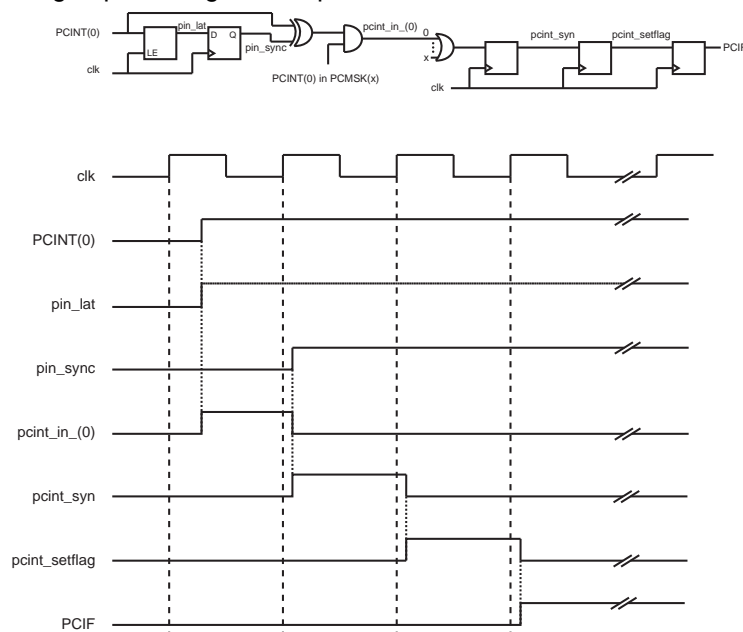 pin_lat
pcint_in_(0)
0
PCINT(0)
D
Q
pcint_syn
pcint_setflag
PCIF
LE
pin_sync
x
clk
PCINT(0) in PCMSK(x)
clk
clk
PCINT(0)
pin_lat
pin_sync
pcint_in_(0)
pcint_syn
pcint_setflag
PCIF